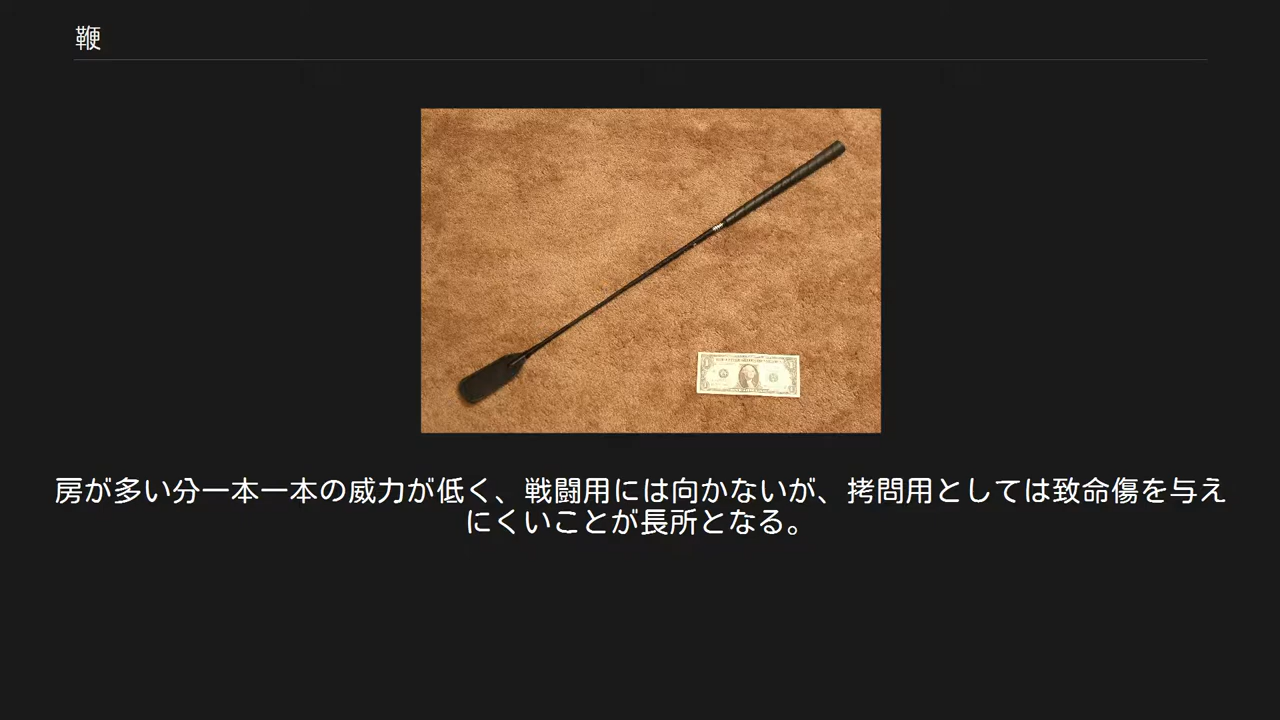 鞭
房が多い分一本一本の威力が低く、戦闘用には向かないが、拷問用としては致命傷を与え
にくいことが長所となる。